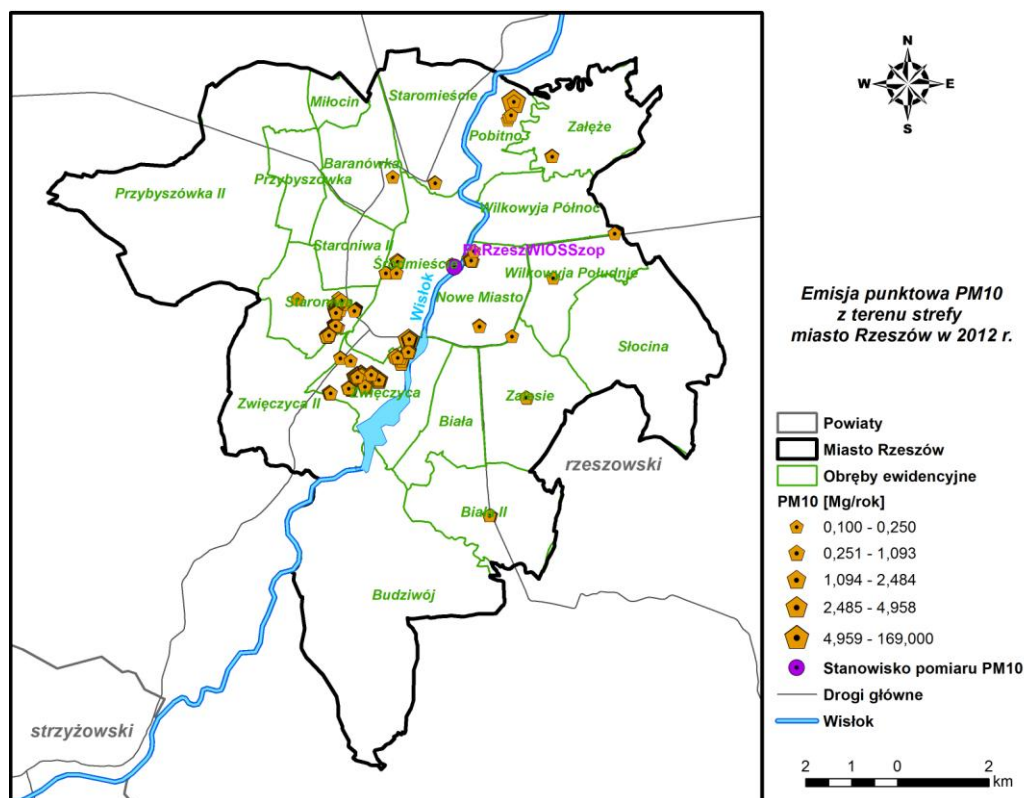 Miłocin
Staromieście
Pobitno
Załęże
Baranówka
Przybyszówka II
Przybyszówka
Wilkowyja Północ
Staroniwa II
PkRzeszWIOSSzop
Śródmieście
Wilkowyja Południe
Wisłok
Nowe Miasto
Staroniwa
Słocina
Zwięczyca
Zwięczyca II
Zalesie
Biała
rzeszowski
Biała II
Budziwój
strzyżowski
N
W E
S
Emisja punktowa PM10
z terenu strefy
miasto Rzeszów w 2012 r.
Powiaty
Miasto Rzeszów
Obręby ewidencyjne
PM10 [Mg/rok]
0,100 - 0,250
0,251 - 1,093
1,094 - 2,484
2,485 - 4,958
4,959 - 169,000
Stanowisko pomiaru PM10
Drogi główne
Wisłok
2 1 0 2
km